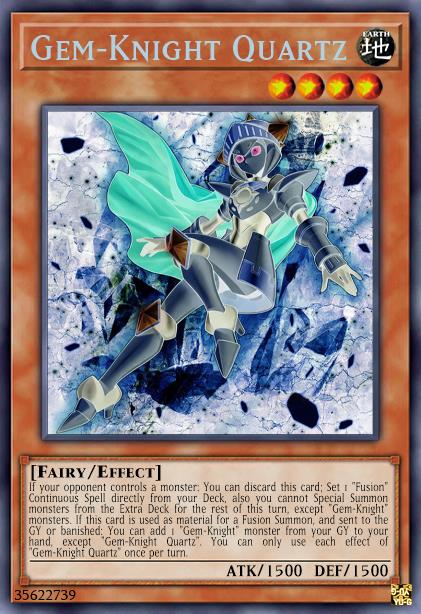 Gem-Knight Quartz
EARTH
地
[Fairy/Effect]
If your opponent controls a monster: You can discard this card; Set 1 "Fusion"
Continuous Spell directly from your Deck, also you cannot Special Summon
monsters from the Extra Deck for the rest of this turn, except "Gem-Knight"
monsters. If this card is used as material for a Fusion Summon, and sent to the
GY or banished: You can add 1 "Gem-Knight" monster from your GY to your
hand, except "Gem-Knight Quartz". You can only use each effect of
"Gem-Knight Quartz" once per turn.
ATK/1500 DEF/1500
35622739